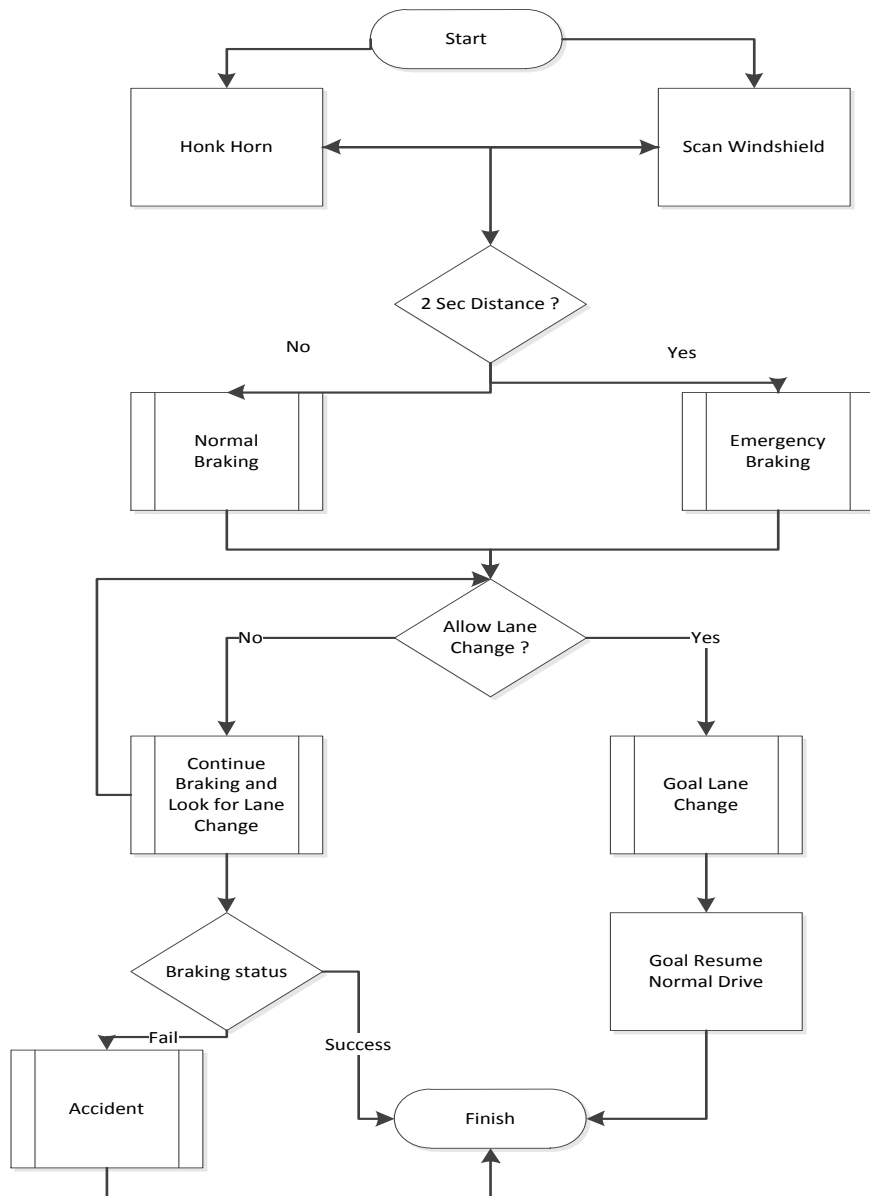 Start
Honk Horn
Scan Windshield
2 Sec Distance ?
No
Yes
Normal
Braking
Emergency
Braking
Allow Lane
Change ?
No
Yes
Continue
Braking and
Look for Lane
Change
Goal Lane
Change
Braking status
Goal Resume
Normal Drive
Fail
Success
Accident
Finish